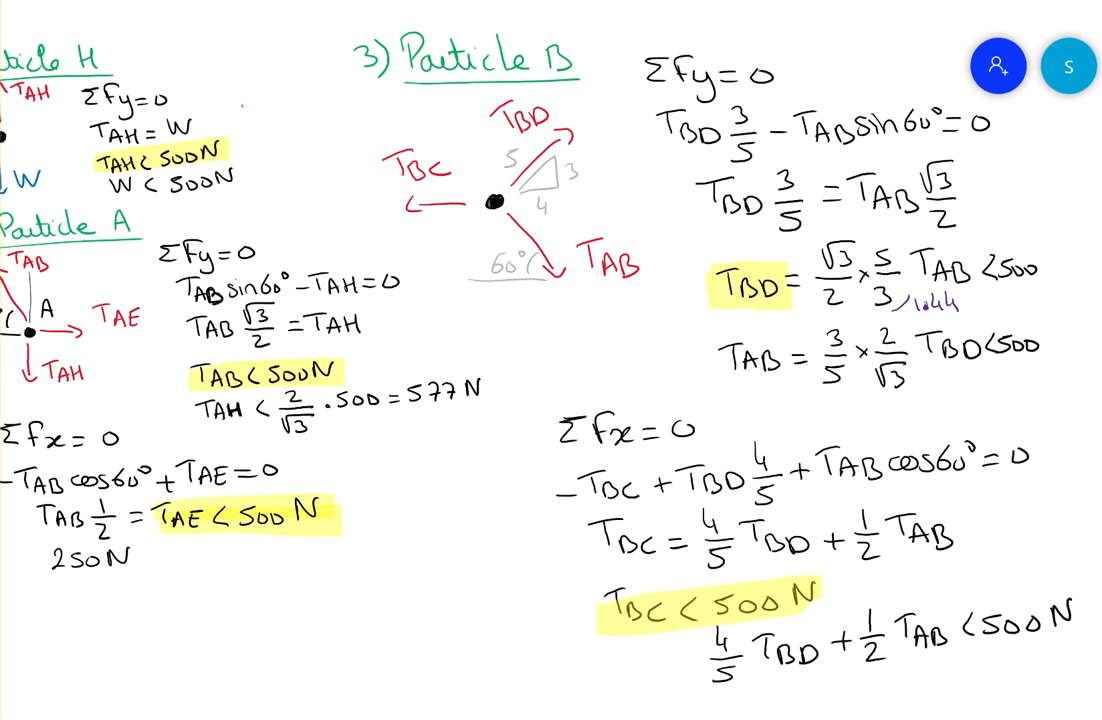 ticle H
TAH
W
ΣFy=0
TAH = W
TAH < 500N
W < 500N
Particle A
TAB
A
TAE
TAH
ΣFy=0
TAB sin60° - TAH = 0
TAB √3/2 = TAH
TAB < 500N
TAH < 2/√3 . 500 = 577 N
Σfx = 0
-TAB cos60° + TAE = 0
TAB 1/2 = TAE < 500 N
250N
3) Particle B
TBD
TBC
5
3
4
60°
TAB
ΣFy = 0
TBD 3/5 - TAB sin60° = 0
TBD 3/5 = TAB √3/2
TBD = √3/2 × 5/3 TAB < 500
1.44
TAB = 3/5 × 2/√3 TBD < 500
Σfx = 0
-TBC + TBD 4/5 + TAB cos60° = 0
TBC = 4/5 TBD + 1/2 TAB
TBC < 500 N
4/5 TBD + 1/2 TAB < 500 N
S